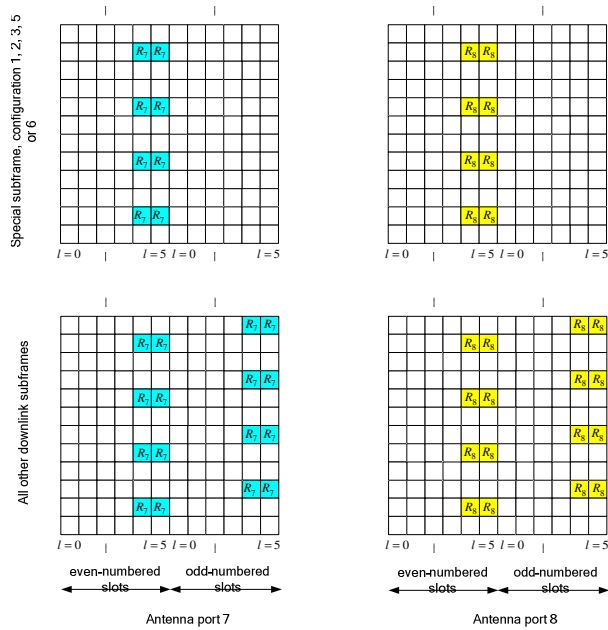 Special subframe, configuration 1, 2, 3, 5
or 6
R7 R7 R8 R8
R7 R7 R8 R8
R7 R7 R8 R8
R7 R7 R8 R8
l = 0 l = 5 l = 0 l = 5 l = 0 l = 5 l = 0 l = 5
All other downlink subframes
R7 R7 R8 R8
R7 R7 R8 R8
R7 R7 R8 R8
R7 R7 R8 R8
R7 R7 R8 R8
R7 R7 R8 R8
R7 R7 R8 R8
R7 R7 R8 R8
l = 0 l = 5 l = 0 l = 5 l = 0 l = 5 l = 0 l = 5
even-numbered odd-numbered even-numbered odd-numbered
slots slots slots slots
Antenna port 7 Antenna port 8